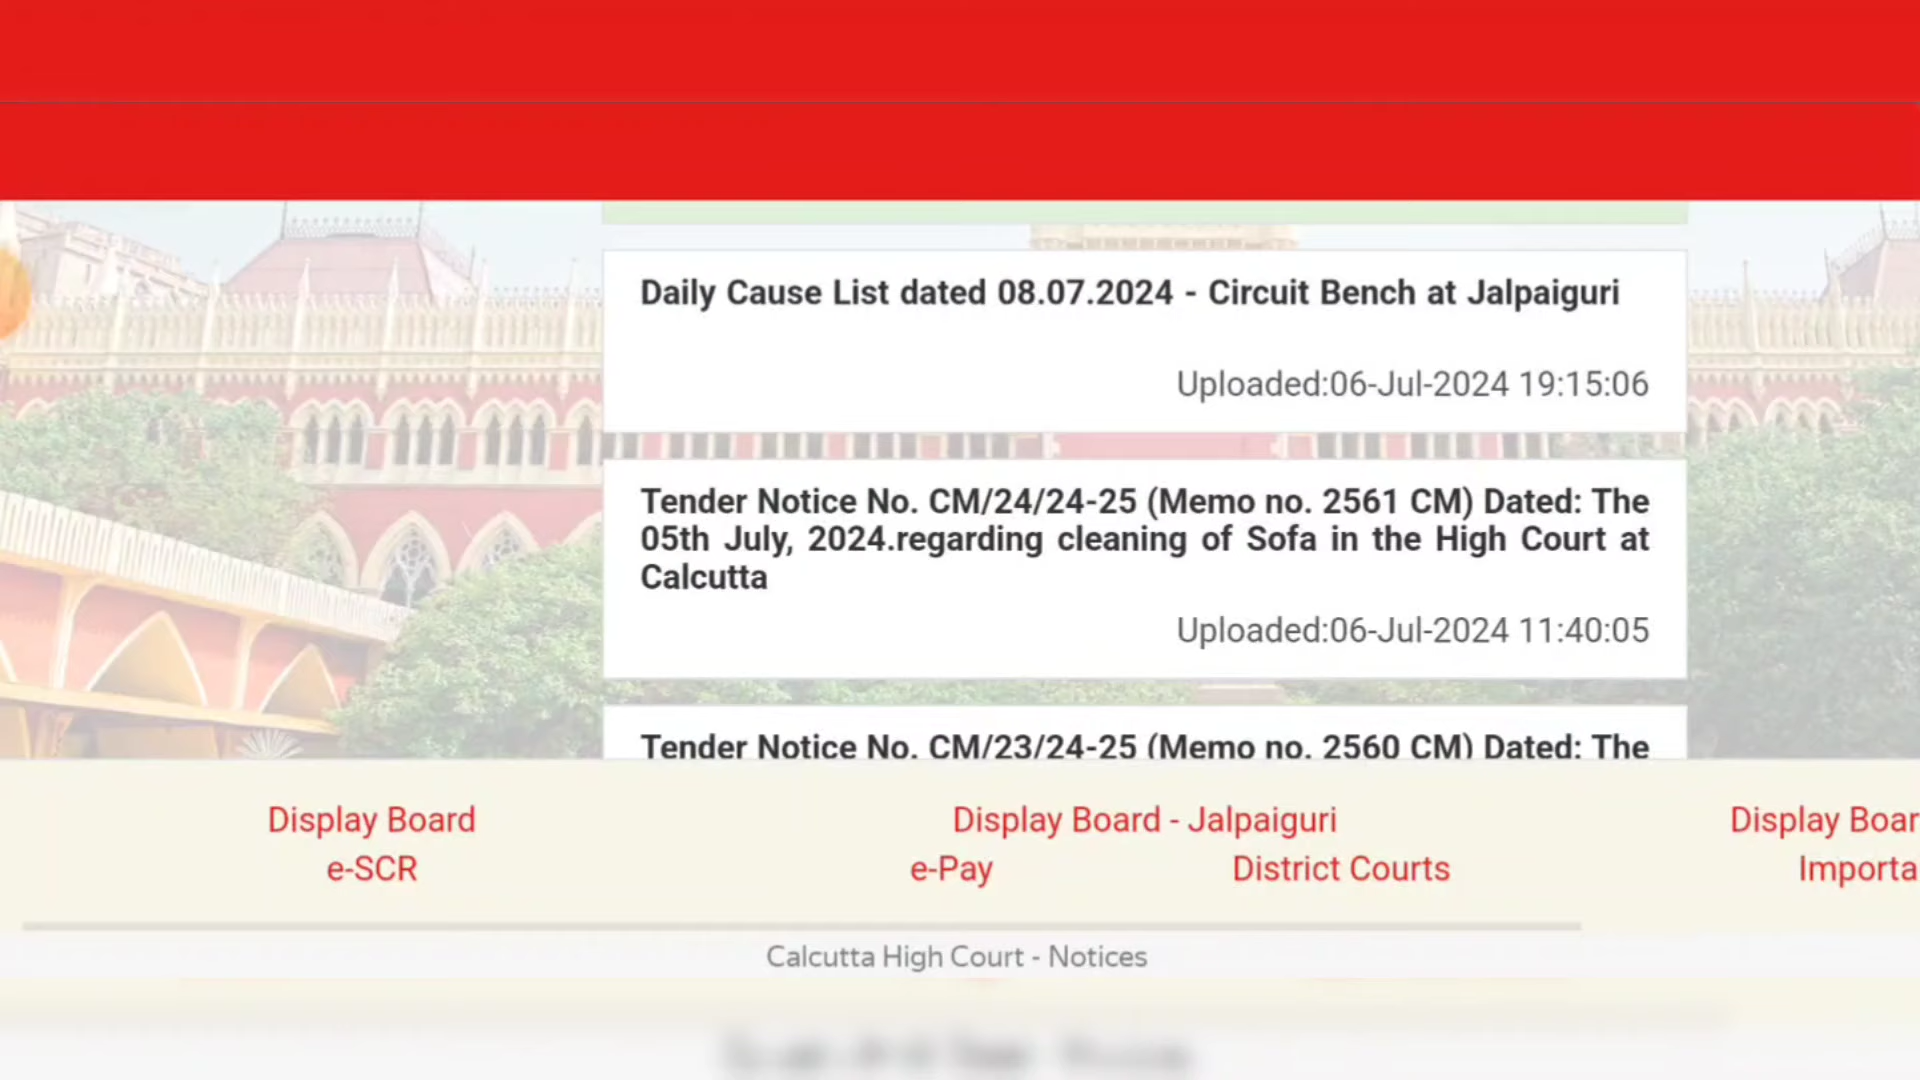 Daily Cause List dated 08.07.2024 - Circuit Bench at Jalpaiguri
Uploaded:06-Jul-2024 19:15:06
Tender Notice No. CM/24/24-25 (Memo no. 2561 CM) Dated: The
05th July, 2024.regarding cleaning of Sofa in the High Court at
Calcutta
Uploaded:06-Jul-2024 11:40:05
Tender Notice No. CM/23/24-25 (Memo no. 2560 CM) Dated: The
Display Board Display Board - Jalpaiguri Display
e-SCR e-Pay District Courts
Calcutta High Court - Notices